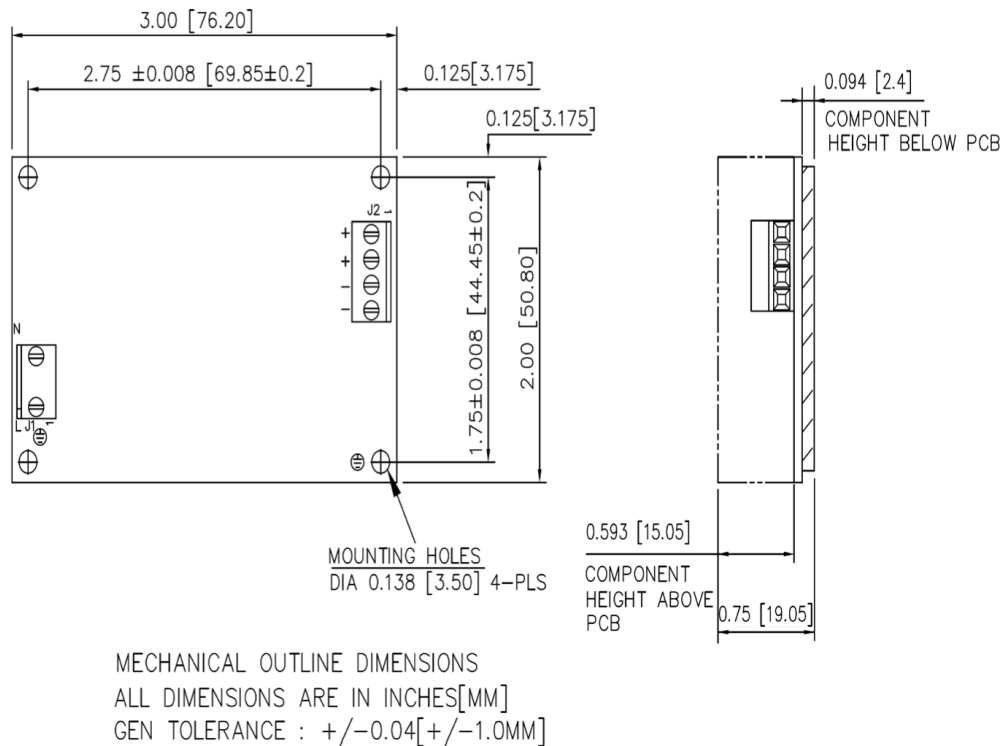 3.00 [76.20]
2.75 ±0.008 [69.85±0.2]
0.125[3.175]
0.125[3.175]
0.094 [2.4]
COMPONENT
HEIGHT BELOW PCB
J2 1
+
+
−
−
1.75±0.008 [44.45±0.2]
2.00 [50.80]
N
L J1 1
MOUNTING HOLES
DIA 0.138 [3.50] 4-PLS
0.593 [15.05]
COMPONENT
HEIGHT ABOVE
PCB
0.75 [19.05]
MECHANICAL OUTLINE DIMENSIONS
ALL DIMENSIONS ARE IN INCHES[MM]
GEN TOLERANCE : +/-0.04[+/-1.0MM]